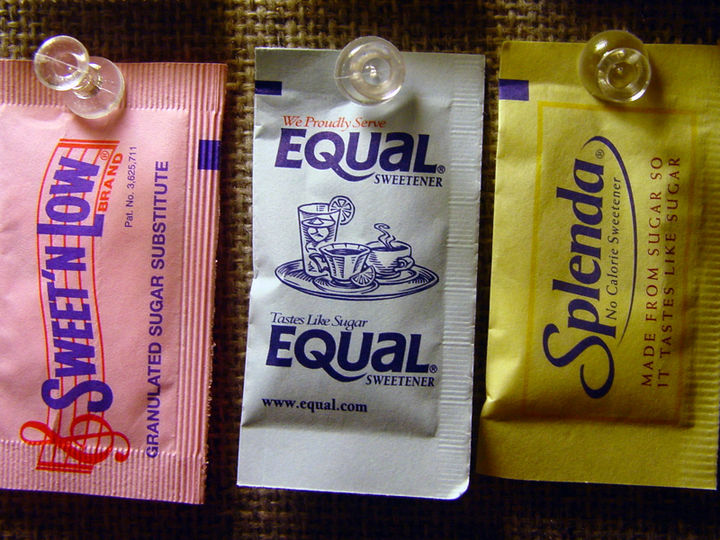 SWEET'N LOW®
BRAND
Pat. No. 3,625,711
GRANULATED SUGAR SUBSTITUTE
We Proudly Serve
EQUAL®
SWEETENER
Tastes Like Sugar
EQUAL®
SWEETENER
www.equal.com
Splenda®
No Calorie Sweetener
MADE FROM SUGAR SO
IT TASTES LIKE SUGAR